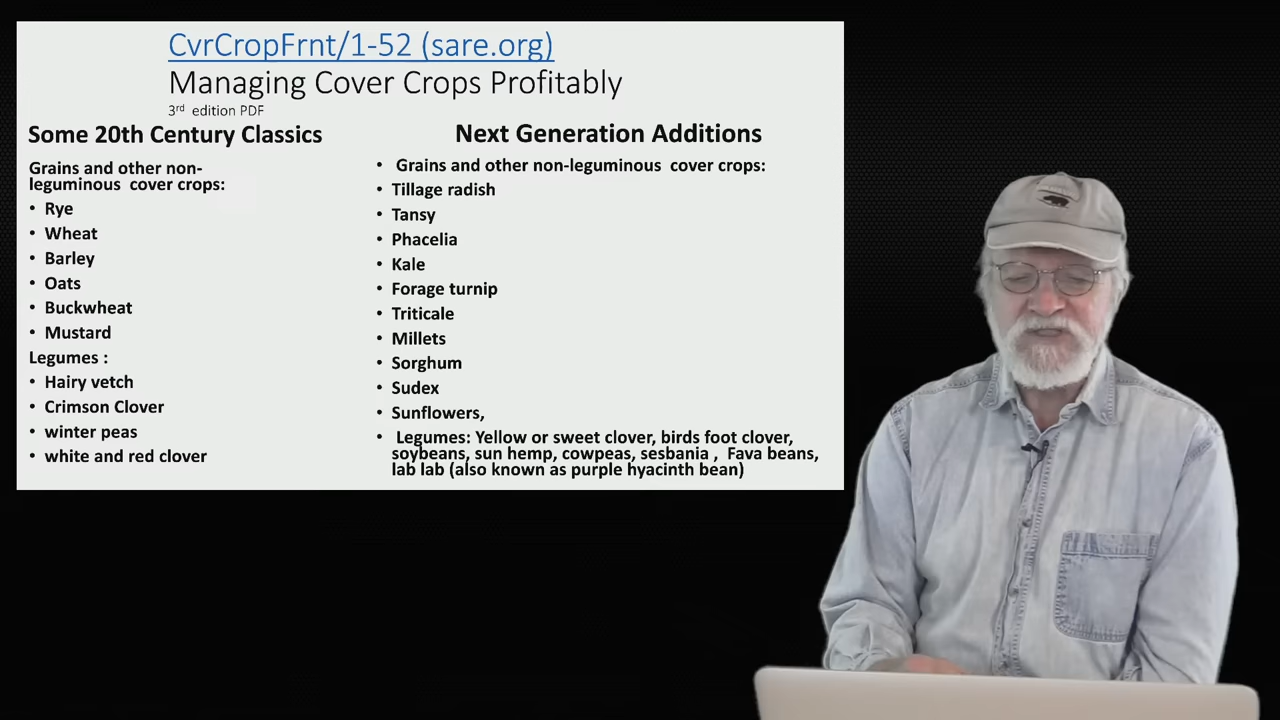 CvrCropFrnt/1-52 (sare.org)
Managing Cover Crops Profitably
3rd edition PDF
Some 20th Century Classics
Grains and other non-
leguminous cover crops:
• Rye
• Wheat
• Barley
• Oats
• Buckwheat
• Mustard
Legumes :
• Hairy vetch
• Crimson Clover
• winter peas
• white and red clover
Next Generation Additions
• Grains and other non-leguminous cover crops:
• Tillage radish
• Tansy
• Phacelia
• Kale
• Forage turnip
• Triticale
• Millets
• Sorghum
• Sudex
• Sunflowers,
• Legumes: Yellow or sweet clover, birds foot clover,
soybeans, sun hemp, cowpeas, sesbania , Fava beans,
lab lab (also known as purple hyacinth bean)